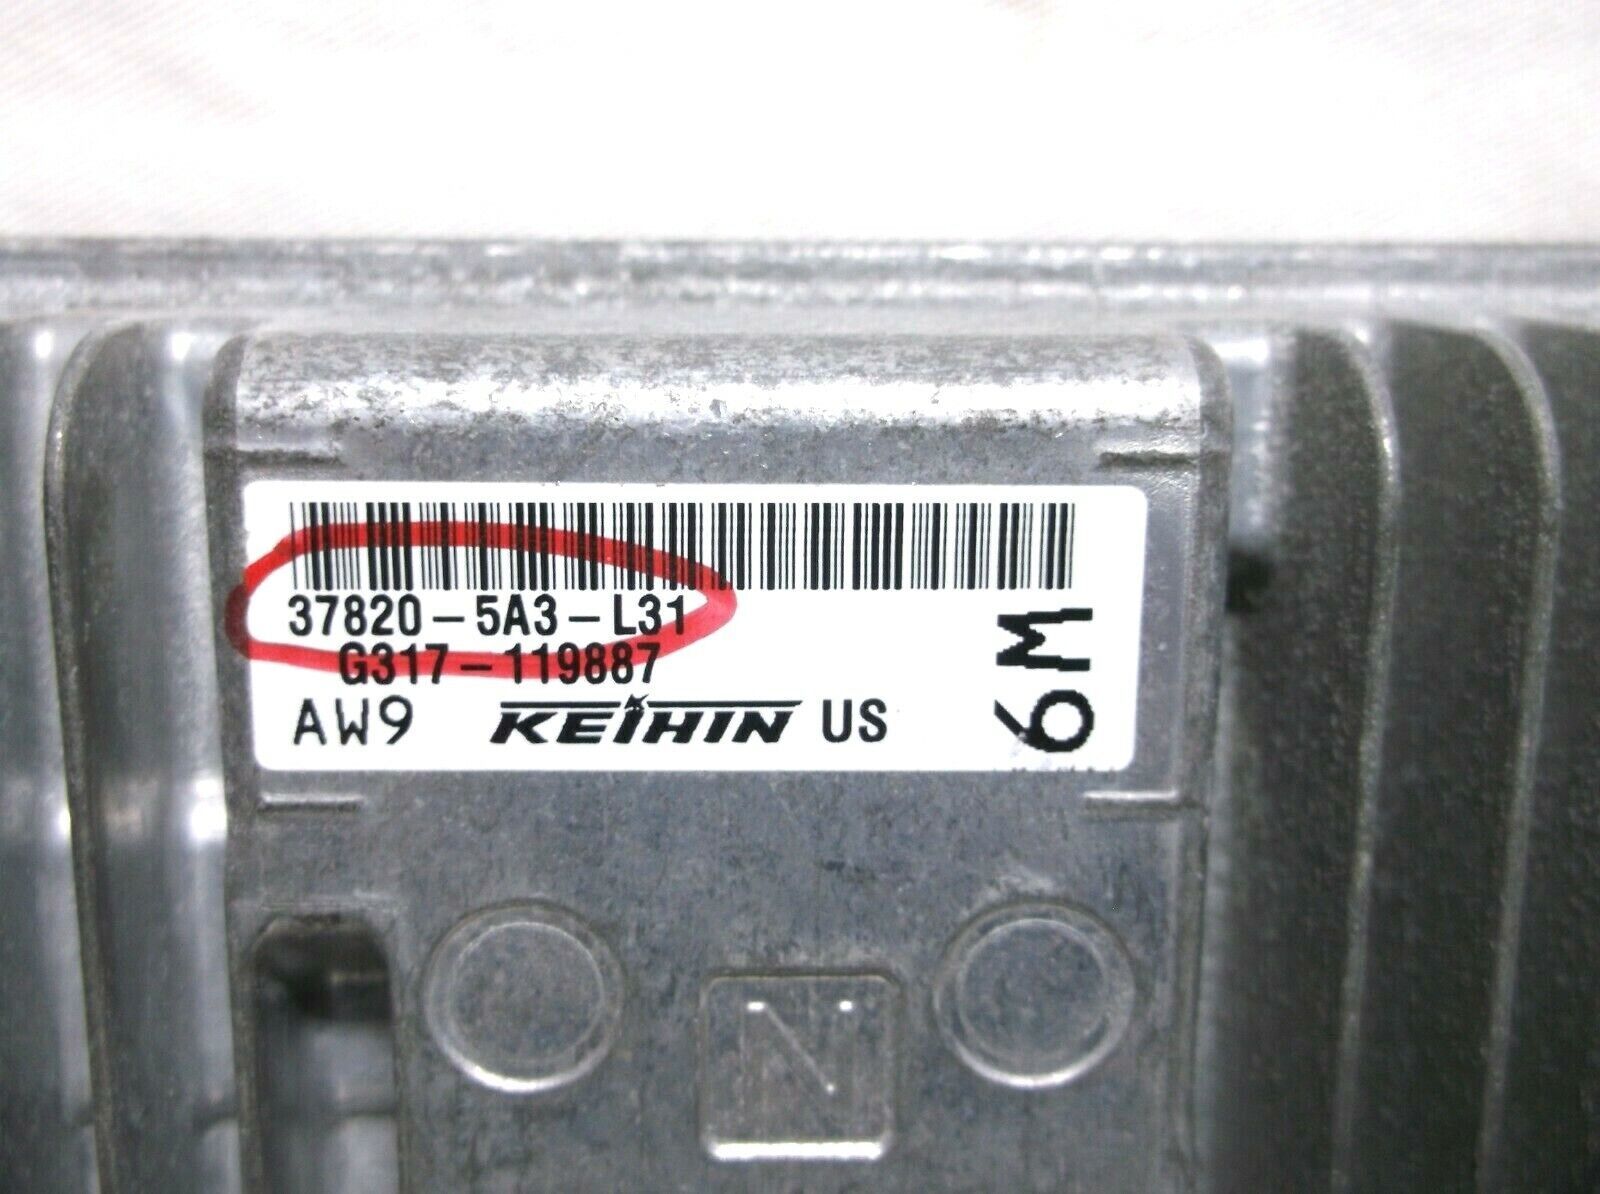 37820-5A3-L31
G317-119887
AW9 KEIHIN US
6M
N